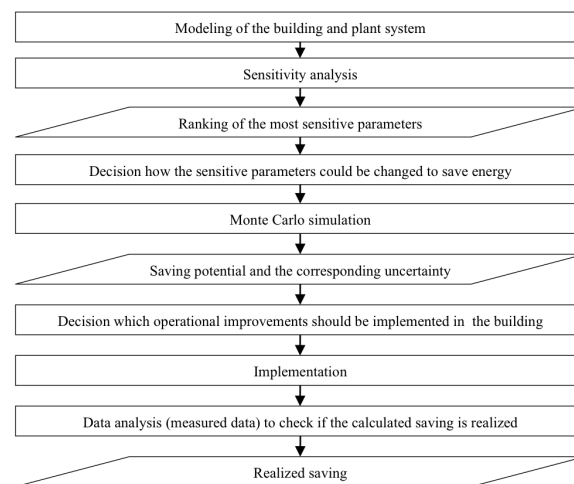 Modeling of the building and plant system
Sensitivity analysis
Ranking of the most sensitive parameters
Decision how the sensitive parameters could be changed to save energy
Monte Carlo simulation
Saving potential and the corresponding uncertainty
Decision which operational improvements should be implemented in the building
Implementation
Data analysis (measured data) to check if the calculated saving is realized
Realized saving